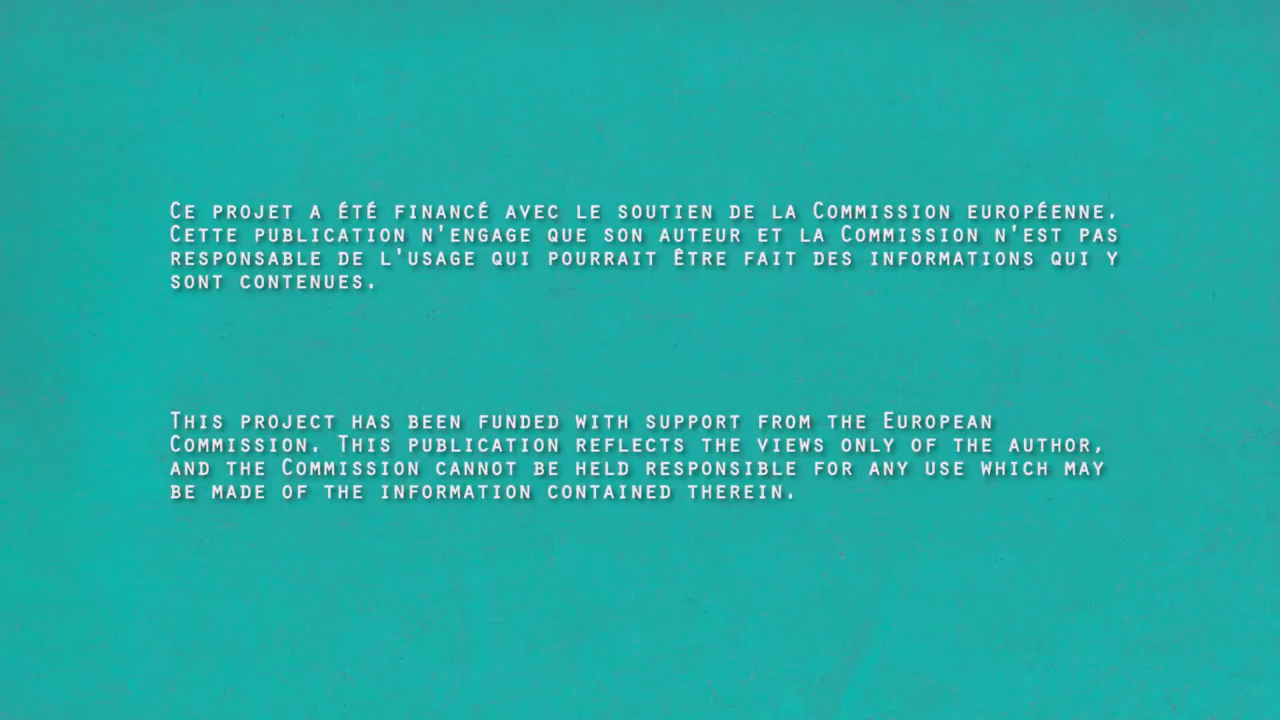 Ce projet a été financé avec le soutien de la Commission européenne.
Cette publication n'engage que son auteur et la Commission n'est pas
responsable de l'usage qui pourrait être fait des informations qui y
sont contenues.
This project has been funded with support from the European
Commission. This publication reflects the views only of the author,
and the Commission cannot be held responsible for any use which may
be made of the information contained therein.